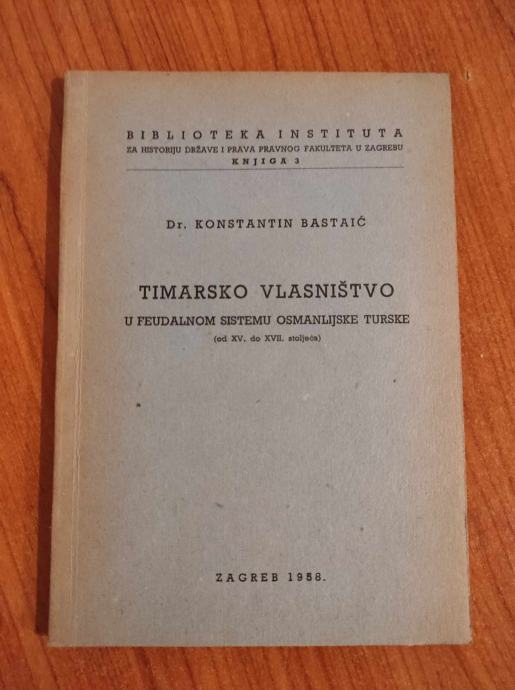 BIBLIOTEKA INSTITUTA
ZA HISTORIJU DRŽAVE I PRAVA PRAVNOG FAKULTETA U ZAGREBU
KNJIGA 3
Dr. KONSTANTIN BASTAIĆ
TIMARSKO VLASNIŠTVO
U FEUDALNOM SISTEMU OSMANLIJSKE TURSKE
(od XV. do XVII. stoljeća)
ZAGREB 1958.